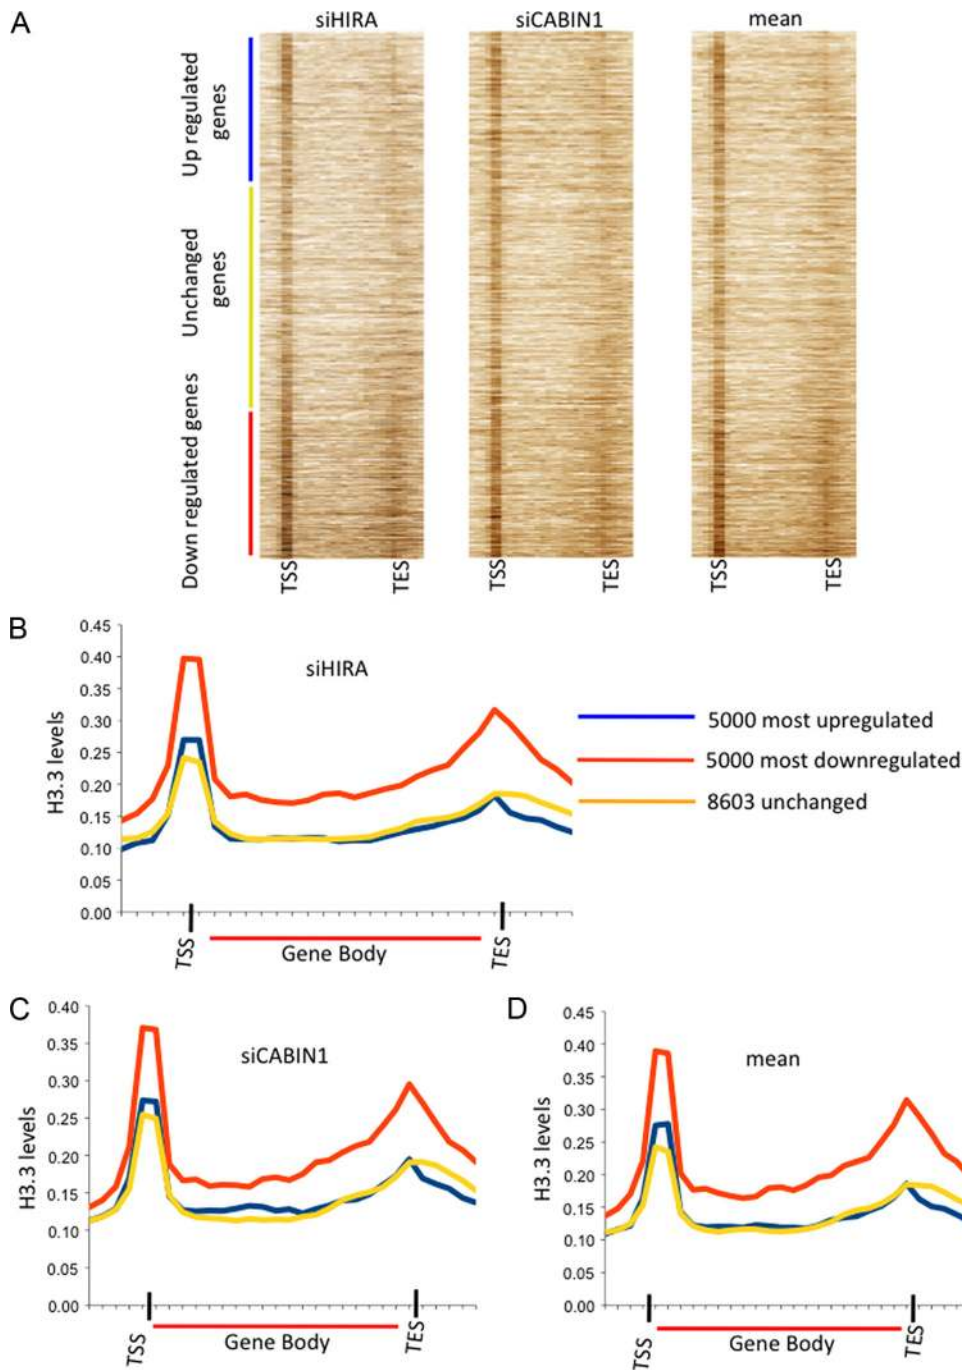 A
siHIRA
siCABIN1
mean
Up regulated
genes
Unchanged
genes
Down regulated genes
TSS
TES
TSS
TES
TSS
TES
B
siHIRA
H3.3 levels
0.45
0.40
0.35
0.30
0.25
0.20
0.15
0.10
0.05
0.00
TSS
Gene Body
TES
5000 most upregulated
5000 most downregulated
8603 unchanged
C
siCABIN1
H3.3 levels
0.40
0.35
0.30
0.25
0.20
0.15
0.10
0.05
0.00
TSS
Gene Body
TES
D
mean
H3.3 levels
0.45
0.40
0.35
0.30
0.25
0.20
0.15
0.10
0.05
0.00
TSS
Gene Body
TES